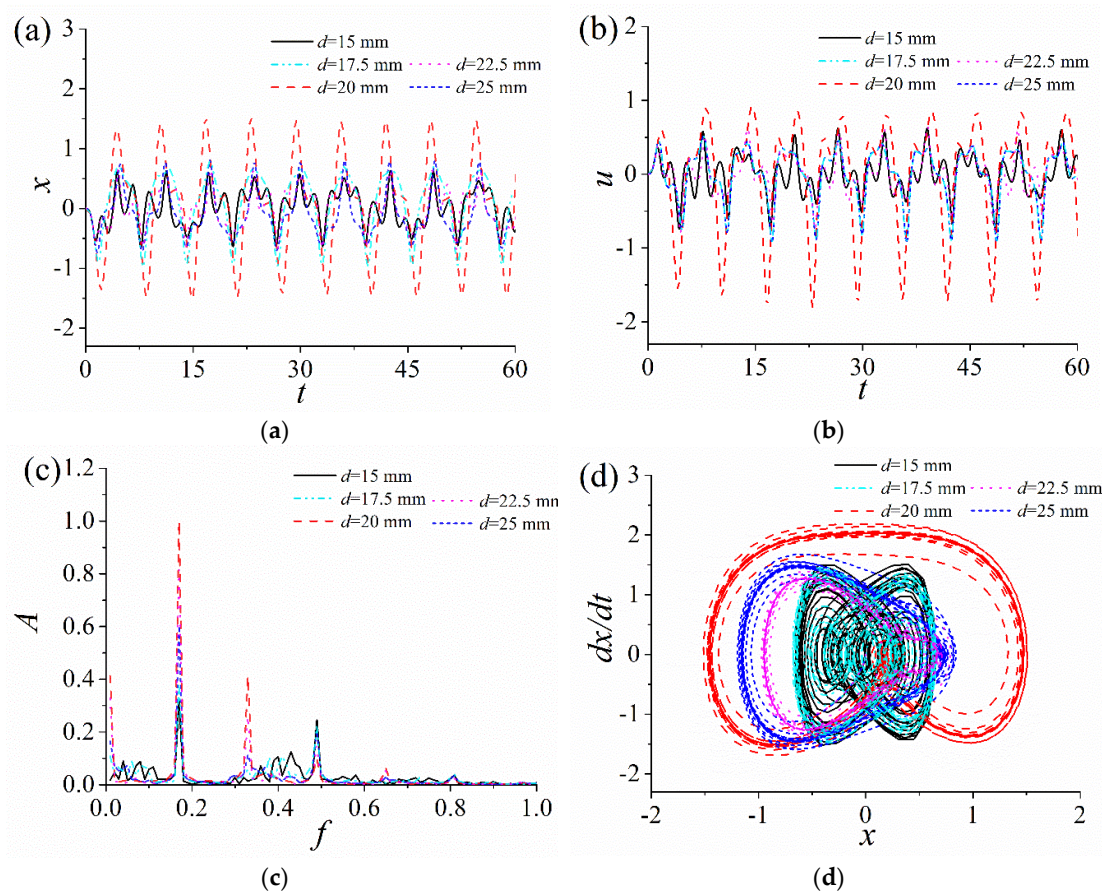 (a)
3
2
1
0
-1
-2
x
0
15
30
45
60
t
d=15 mm
d=17.5 mm
d=22.5 mm
d=20 mm
d=25 mm
(a)
(b)
2
1
0
-1
-2
u
0
15
30
45
60
t
d=15 mm
d=17.5 mm
d=22.5 mm
d=20 mm
d=25 mm
(b)
(c)
1.2
1.0
0.8
0.6
0.4
0.2
0.0
A
0.0
0.2
0.4
0.6
0.8
1.0
f
d=15 mm
d=17.5 mm
d=22.5 mm
d=20 mm
d=25 mm
(c)
(d)
3
2
1
0
-1
-2
dx/dt
-2
-1
0
1
2
x
d=15 mm
d=17.5 mm
d=22.5 mm
d=20 mm
d=25 mm
(d)